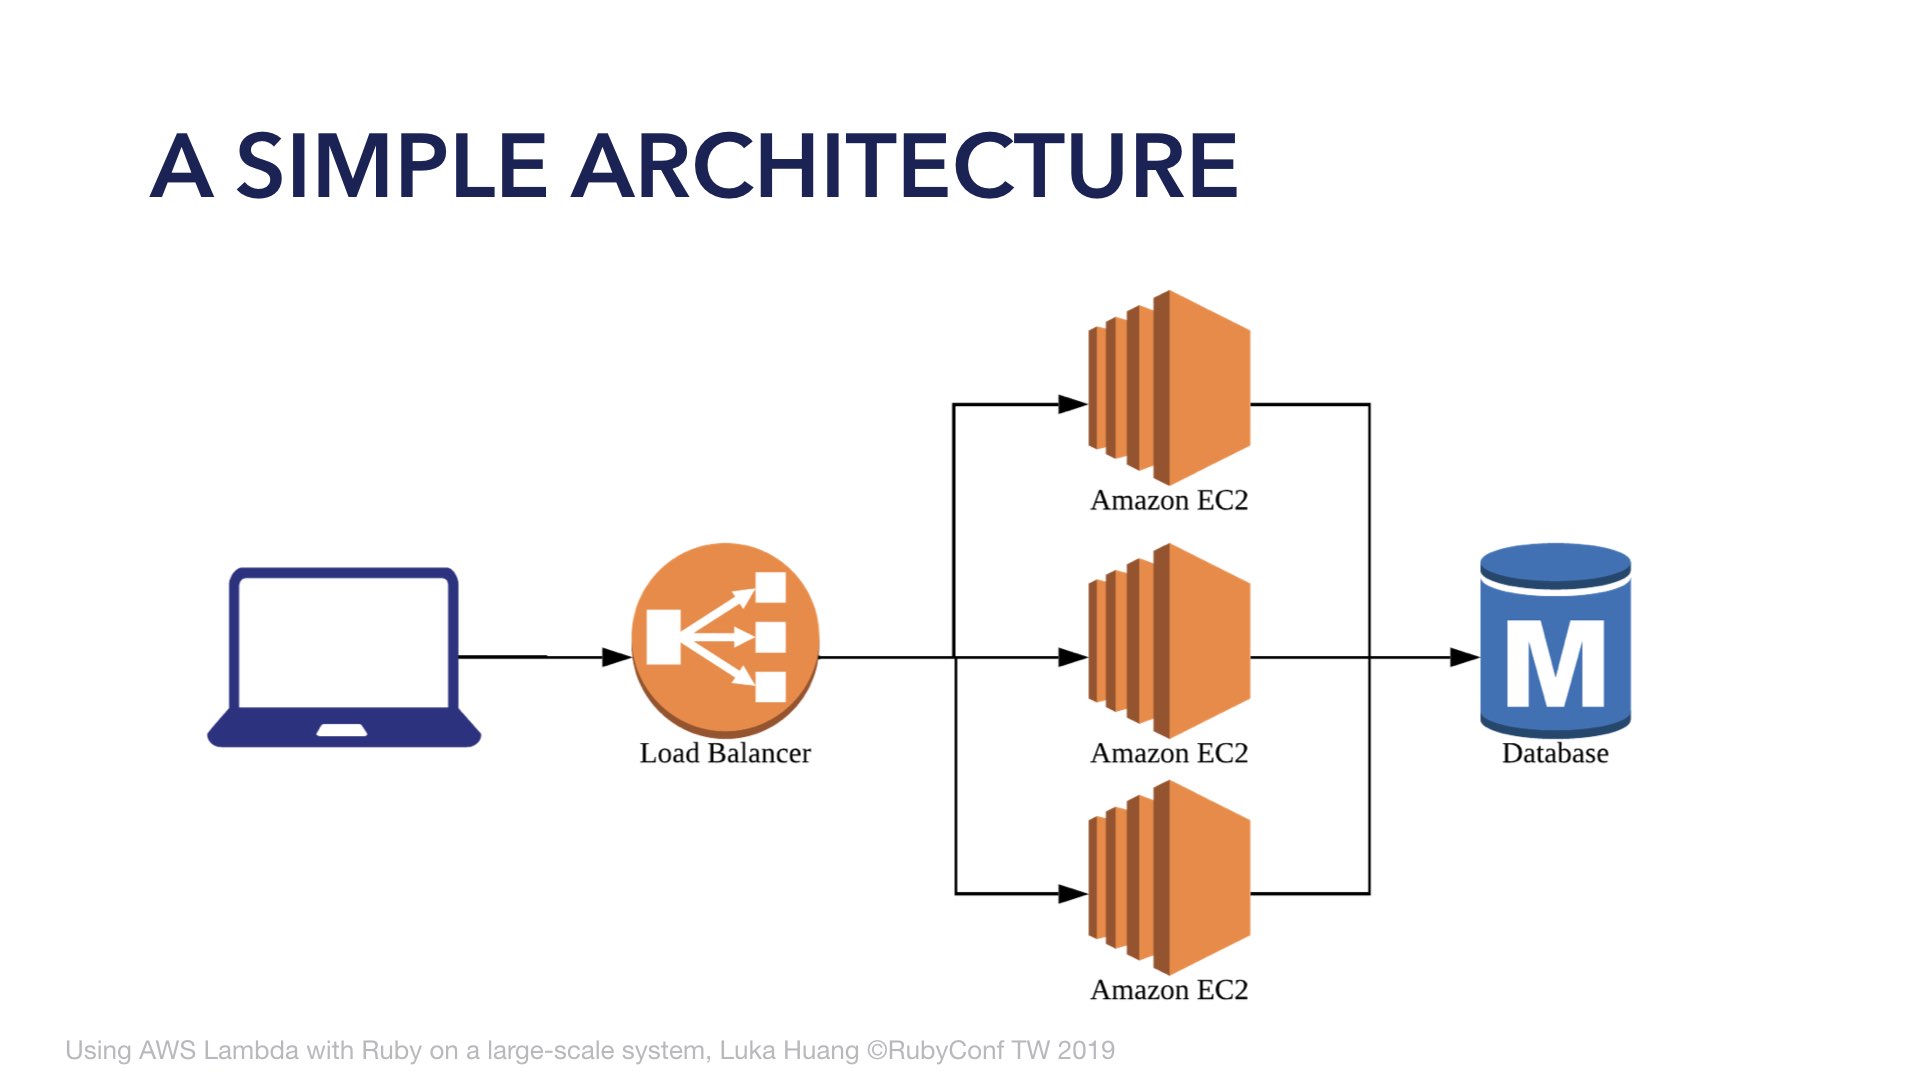 A SIMPLE ARCHITECTURE
Amazon EC2
Load Balancer
Amazon EC2
M
Database
Amazon EC2
Using AWS Lambda with Ruby on a large-scale system, Luka Huang ©RubyConf TW 2019